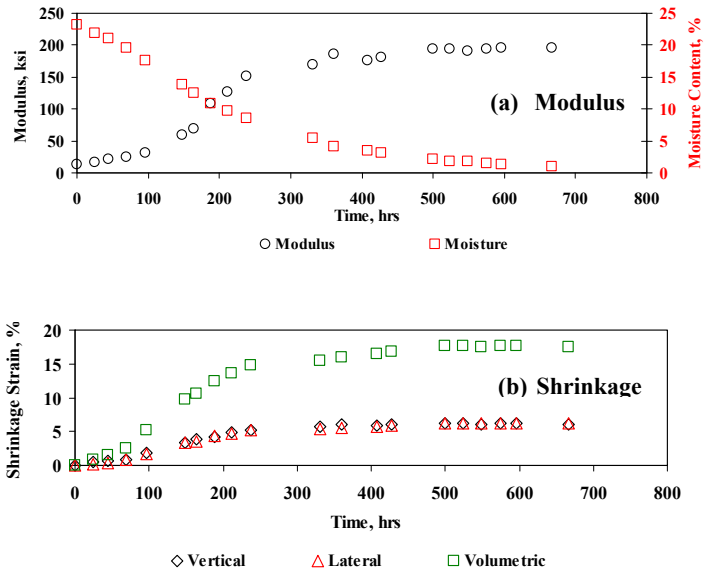 250 25
200 20
150 15
100 10
50 5
0 0
Modulus, ksi
Moisture Content, %
(a) Modulus
0 100 200 300 400 500 600 700 800
Time, hrs
Modulus Moisture
20
15
10
5
0
Shrinkage Strain, %
(b) Shrinkage
0 100 200 300 400 500 600 700 800
Time, hrs
Vertical Lateral Volumetric